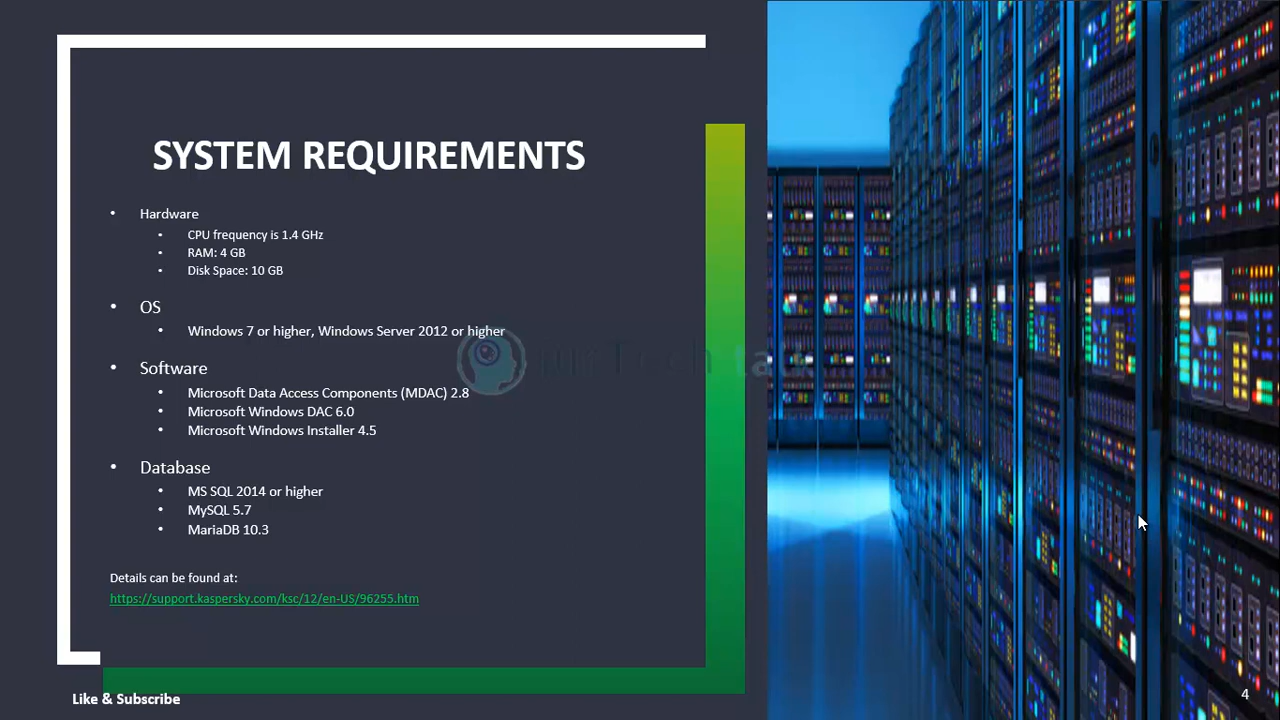 SYSTEM REQUIREMENTS
• Hardware
• CPU frequency is 1.4 GHz
• RAM: 4 GB
• Disk Space: 10 GB
• OS
• Windows 7 or higher, Windows Server 2012 or higher
• Software
• Microsoft Data Access Components (MDAC) 2.8
• Microsoft Windows DAC 6.0
• Microsoft Windows Installer 4.5
• Database
• MS SQL 2014 or higher
• MySQL 5.7
• MariaDB 10.3
Details can be found at:
https://support.kaspersky.com/ksc/12/en-US/96255.htm
Like & Subscribe
4